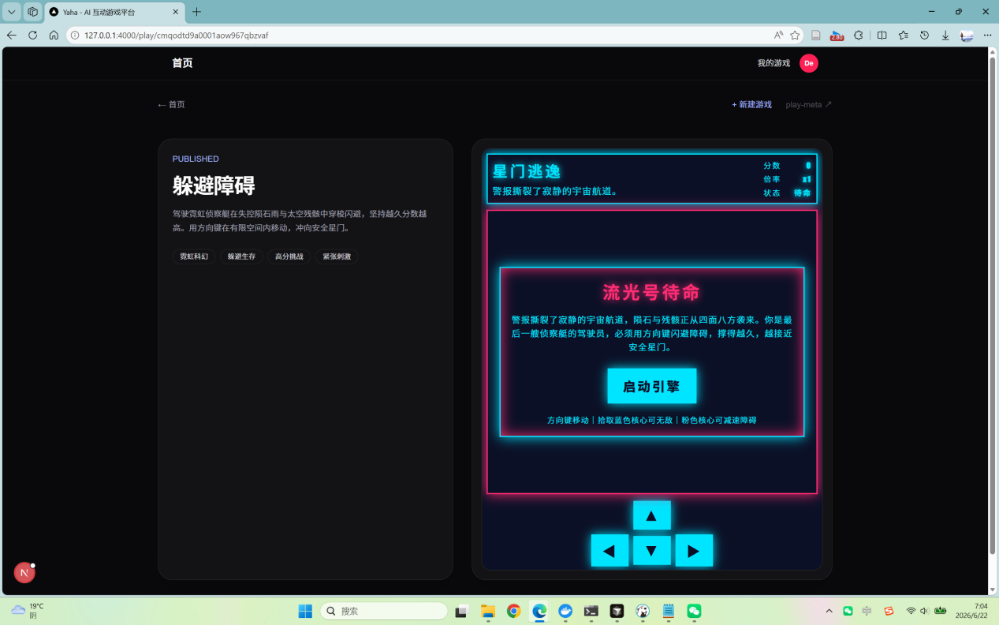 Yaha - AI 互动游戏平台
127.0.0.1:4000/play/cmqodtd9a0001aow967qbzvaf
2.80
首页
我的游戏
De
← 首页
+ 新建游戏
play-meta ↗
PUBLISHED
躲避障碍
驾驶霓虹侦察艇在失控陨石雨与太空残骸中穿梭闪避，坚持越久分数越
高。用方向键在有限空间内移动，冲向安全星门。
霓虹科幻
躲避生存
高分挑战
紧张刺激
星门逃逸
警报撕裂了寂静的宇宙航道。
分数 0
倍率 x1
状态 待命
流光号待命
警报撕裂了寂静的宇宙航道，陨石与残骸正从四面八方袭来。你是最
后一艘侦察艇的驾驶员，必须用方向键闪避障碍，撑得越久，越接近
安全星门。
启动引擎
方向键移动｜拾取蓝色核心可无敌｜粉色核心可减速障碍
▲
◀ ▼ ▶
N
19°C
阴
搜索
中
7:04
2026/6/22